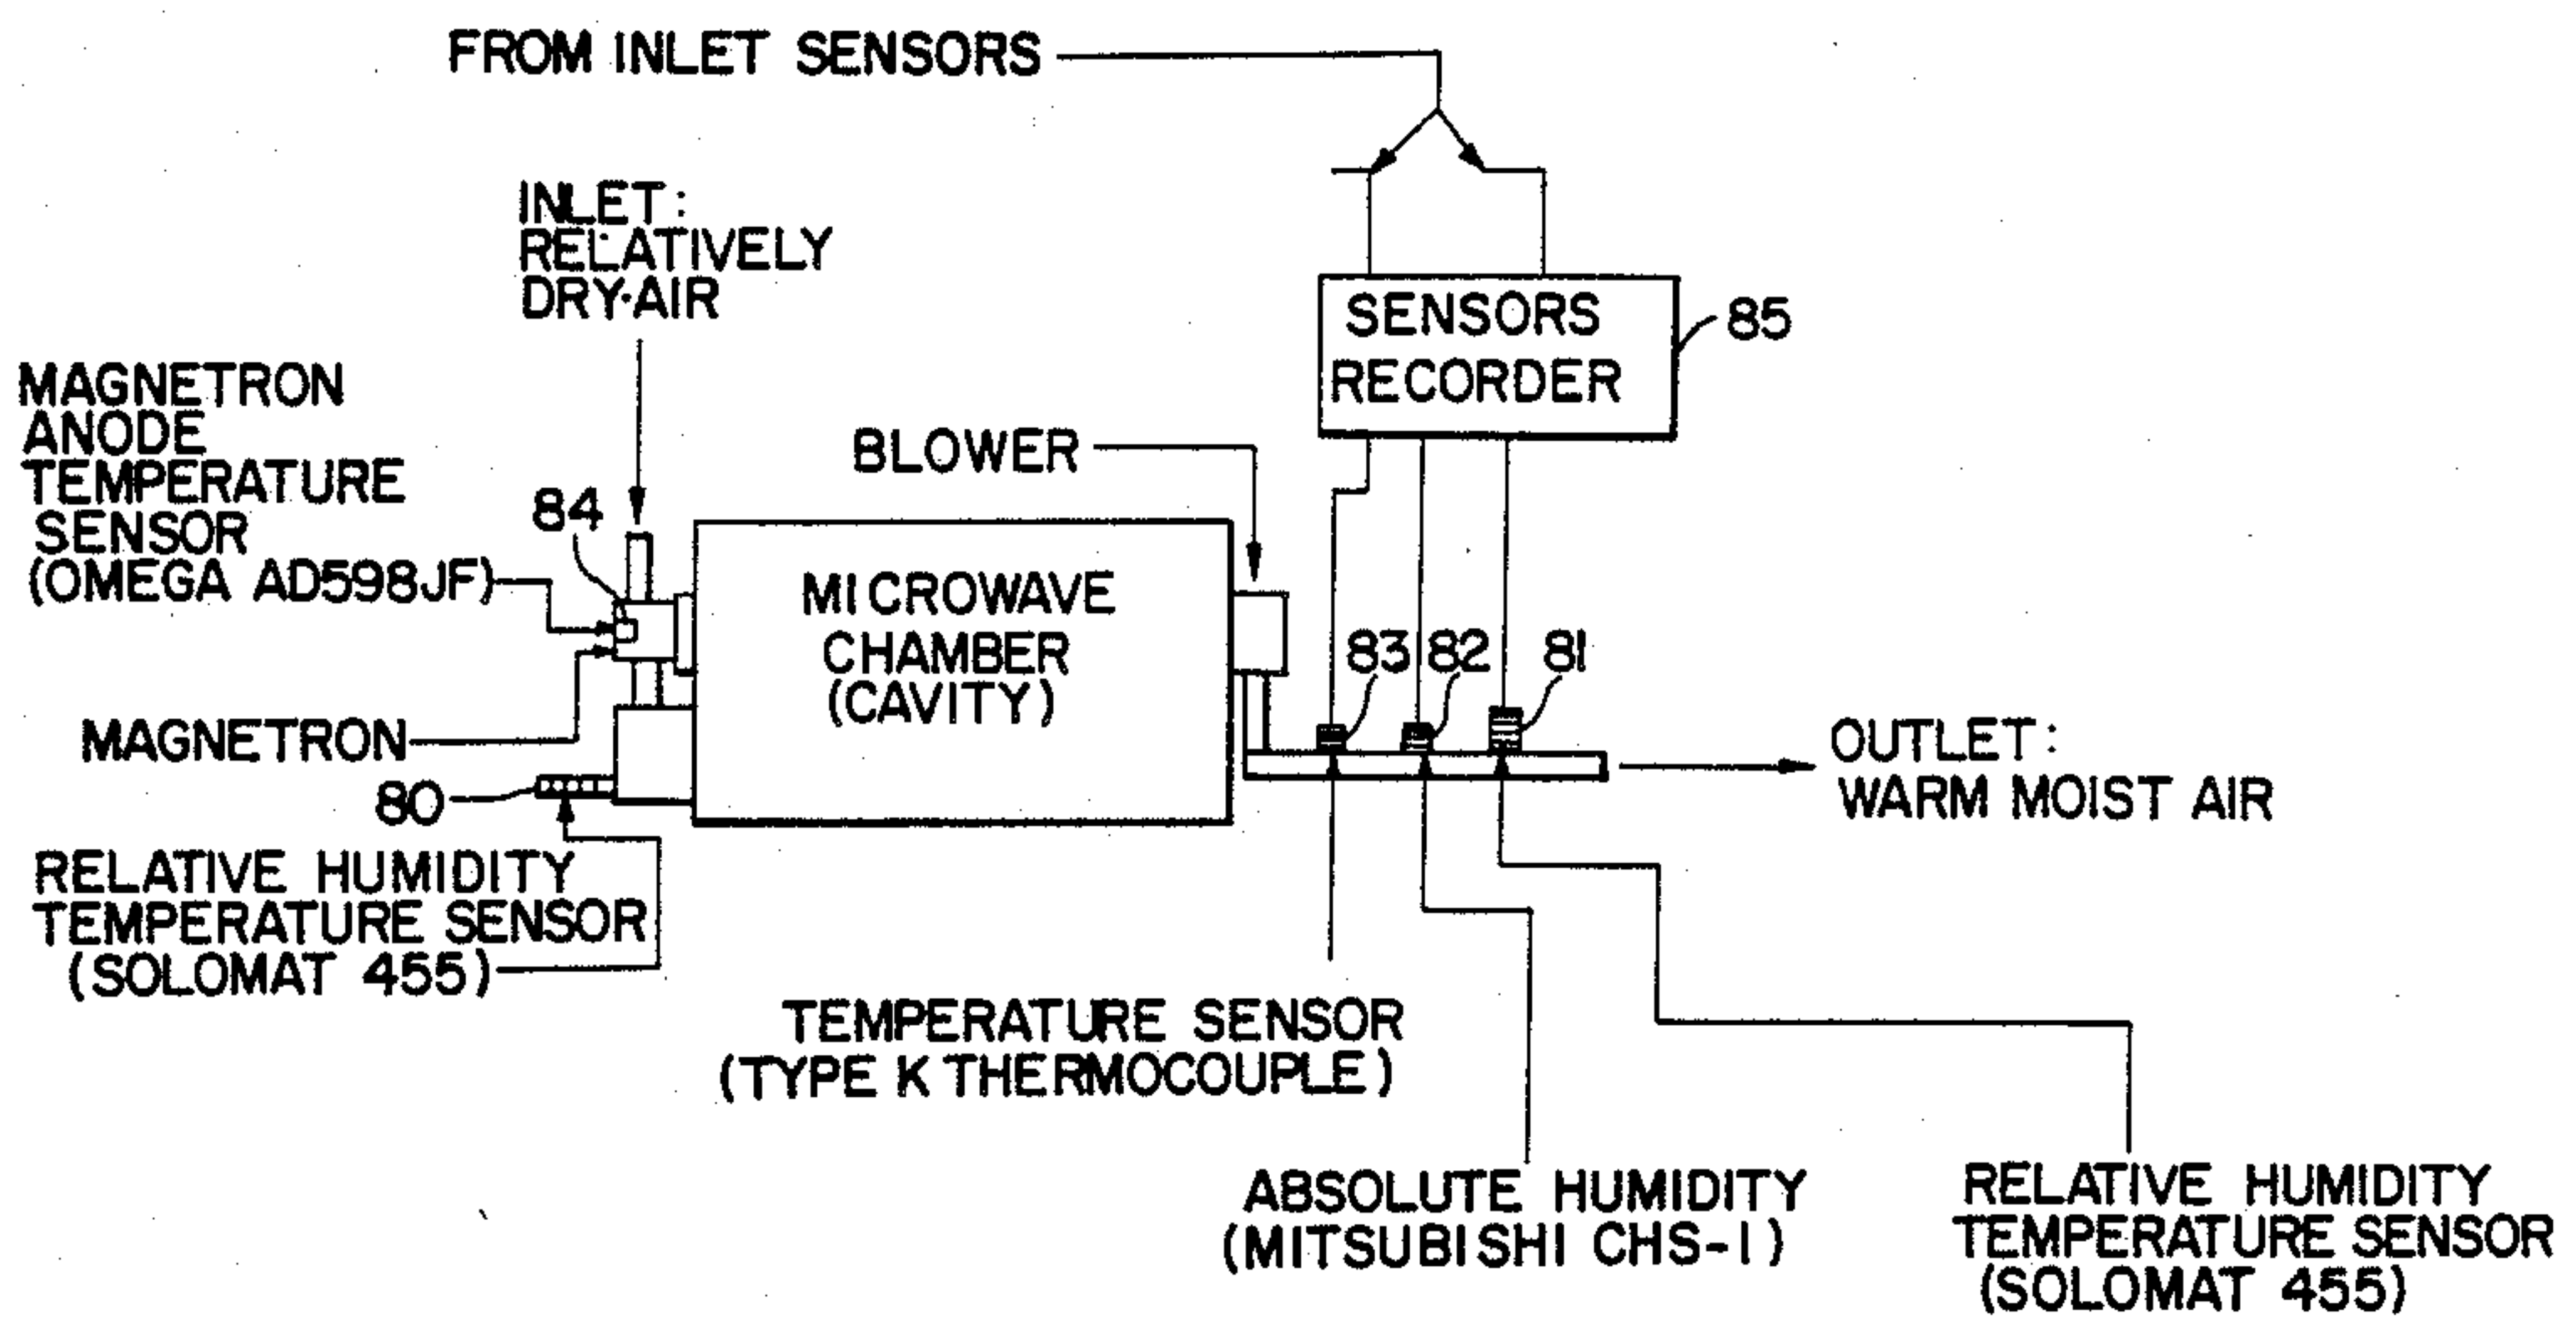 FROM INLET SENSORS
INLET:
RELATIVELY
DRY AIR
SENSORS
RECORDER
85
MAGNETRON
ANODE
TEMPERATURE
SENSOR
(OMEGA AD598JF)
84
BLOWER
MICROWAVE
CHAMBER
(CAVITY)
83
82
81
MAGNETRON
80
OUTLET:
WARM MOIST AIR
RELATIVE HUMIDITY
TEMPERATURE SENSOR
(SOLOMAT 455)
TEMPERATURE SENSOR
(TYPE K THERMOCOUPLE)
ABSOLUTE HUMIDITY
(MITSUBISHI CHS-1)
RELATIVE HUMIDITY
TEMPERATURE SENSOR
(SOLOMAT 455)